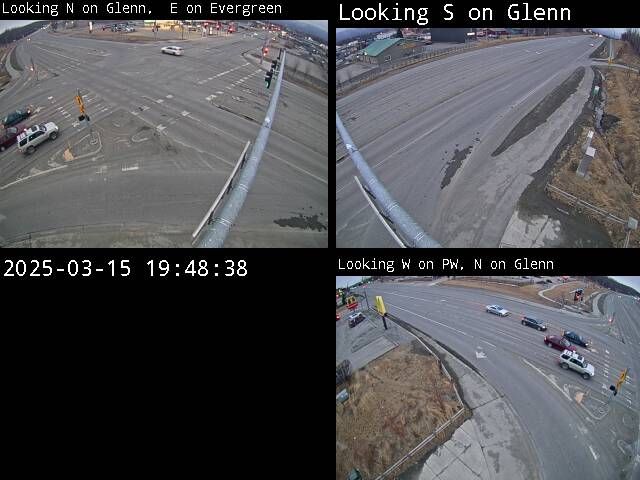 Looking N on Glenn,  E on Evergreen
Looking S on Glenn
2025-03-15 19:48:38
Looking W on PW, N on Glenn